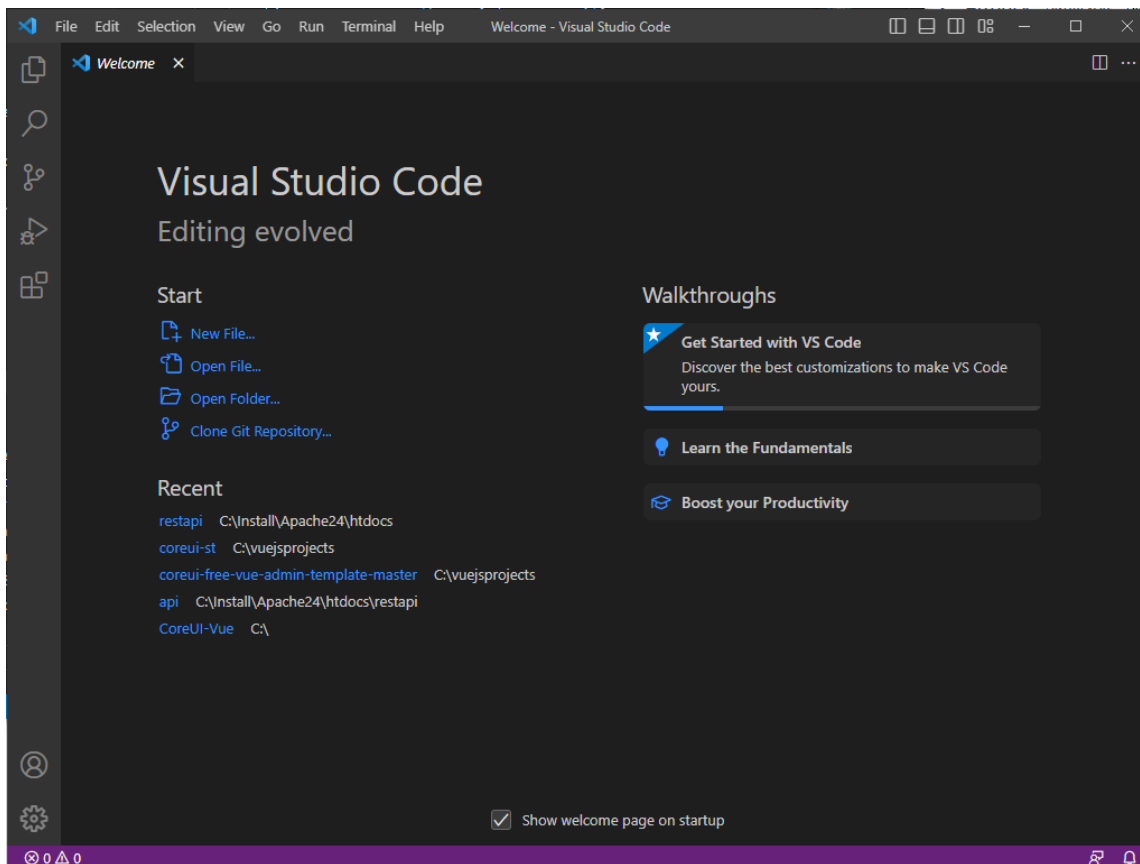 File Edit Selection View Go Run Terminal Help Welcome - Visual Studio Code
Welcome
Visual Studio Code
Editing evolved
Start
New File...
Open File...
Open Folder...
Clone Git Repository...
Recent
restapi C:\Install\Apache24\htdocs
coreui-st C:\vuejsprojects
coreui-free-vue-admin-template-master C:\vuejsprojects
api C:\Install\Apache24\htdocs\restapi
CoreUI-Vue C:\
Walkthroughs
Get Started with VS Code
Discover the best customizations to make VS Code
yours.
Learn the Fundamentals
Boost your Productivity
Show welcome page on startup
0 0